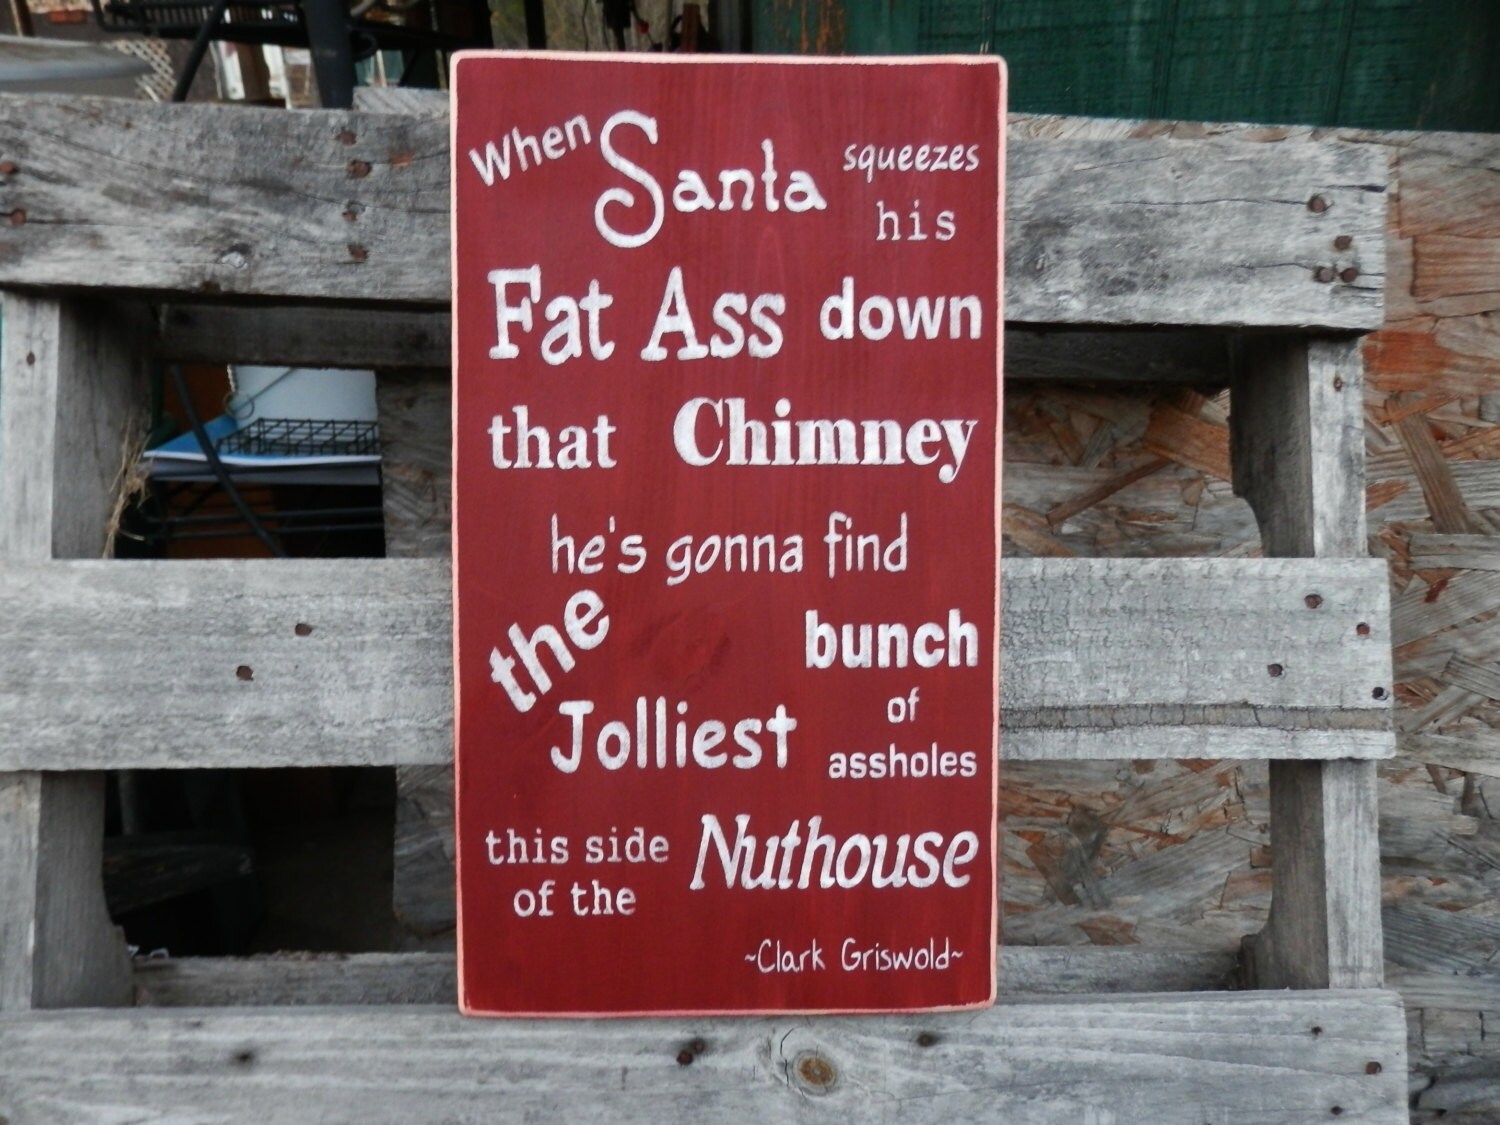 When Santa squeezes
his
Fat Ass down
that Chimney
he's gonna find
the Jolliest
bunch
of
assholes
this side
of the Nuthouse
~Clark Griswold~